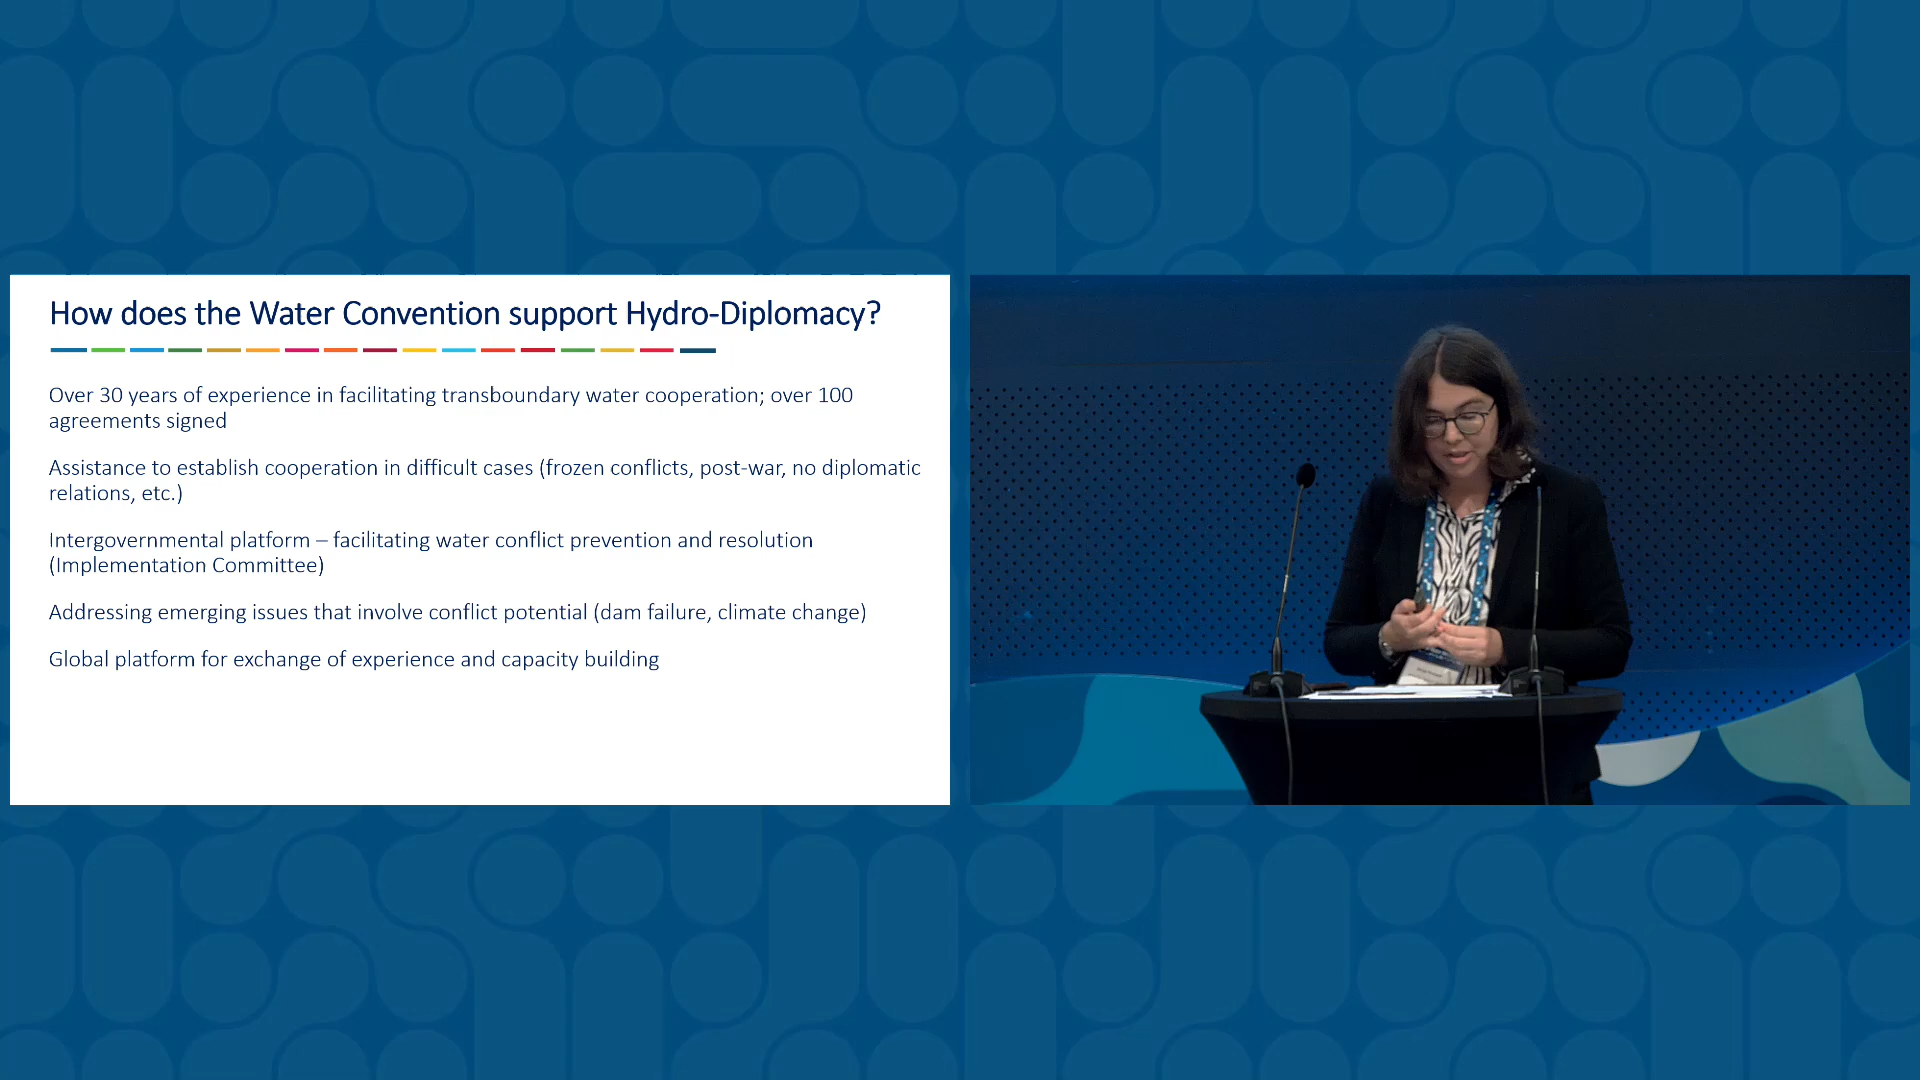 How does the Water Convention support Hydro-Diplomacy?
Over 30 years of experience in facilitating transboundary water cooperation; over 100
agreements signed
Assistance to establish cooperation in difficult cases (frozen conflicts, post-war, no diplomatic
relations, etc.)
Intergovernmental platform – facilitating water conflict prevention and resolution
(Implementation Committee)
Addressing emerging issues that involve conflict potential (dam failure, climate change)
Global platform for exchange of experience and capacity building